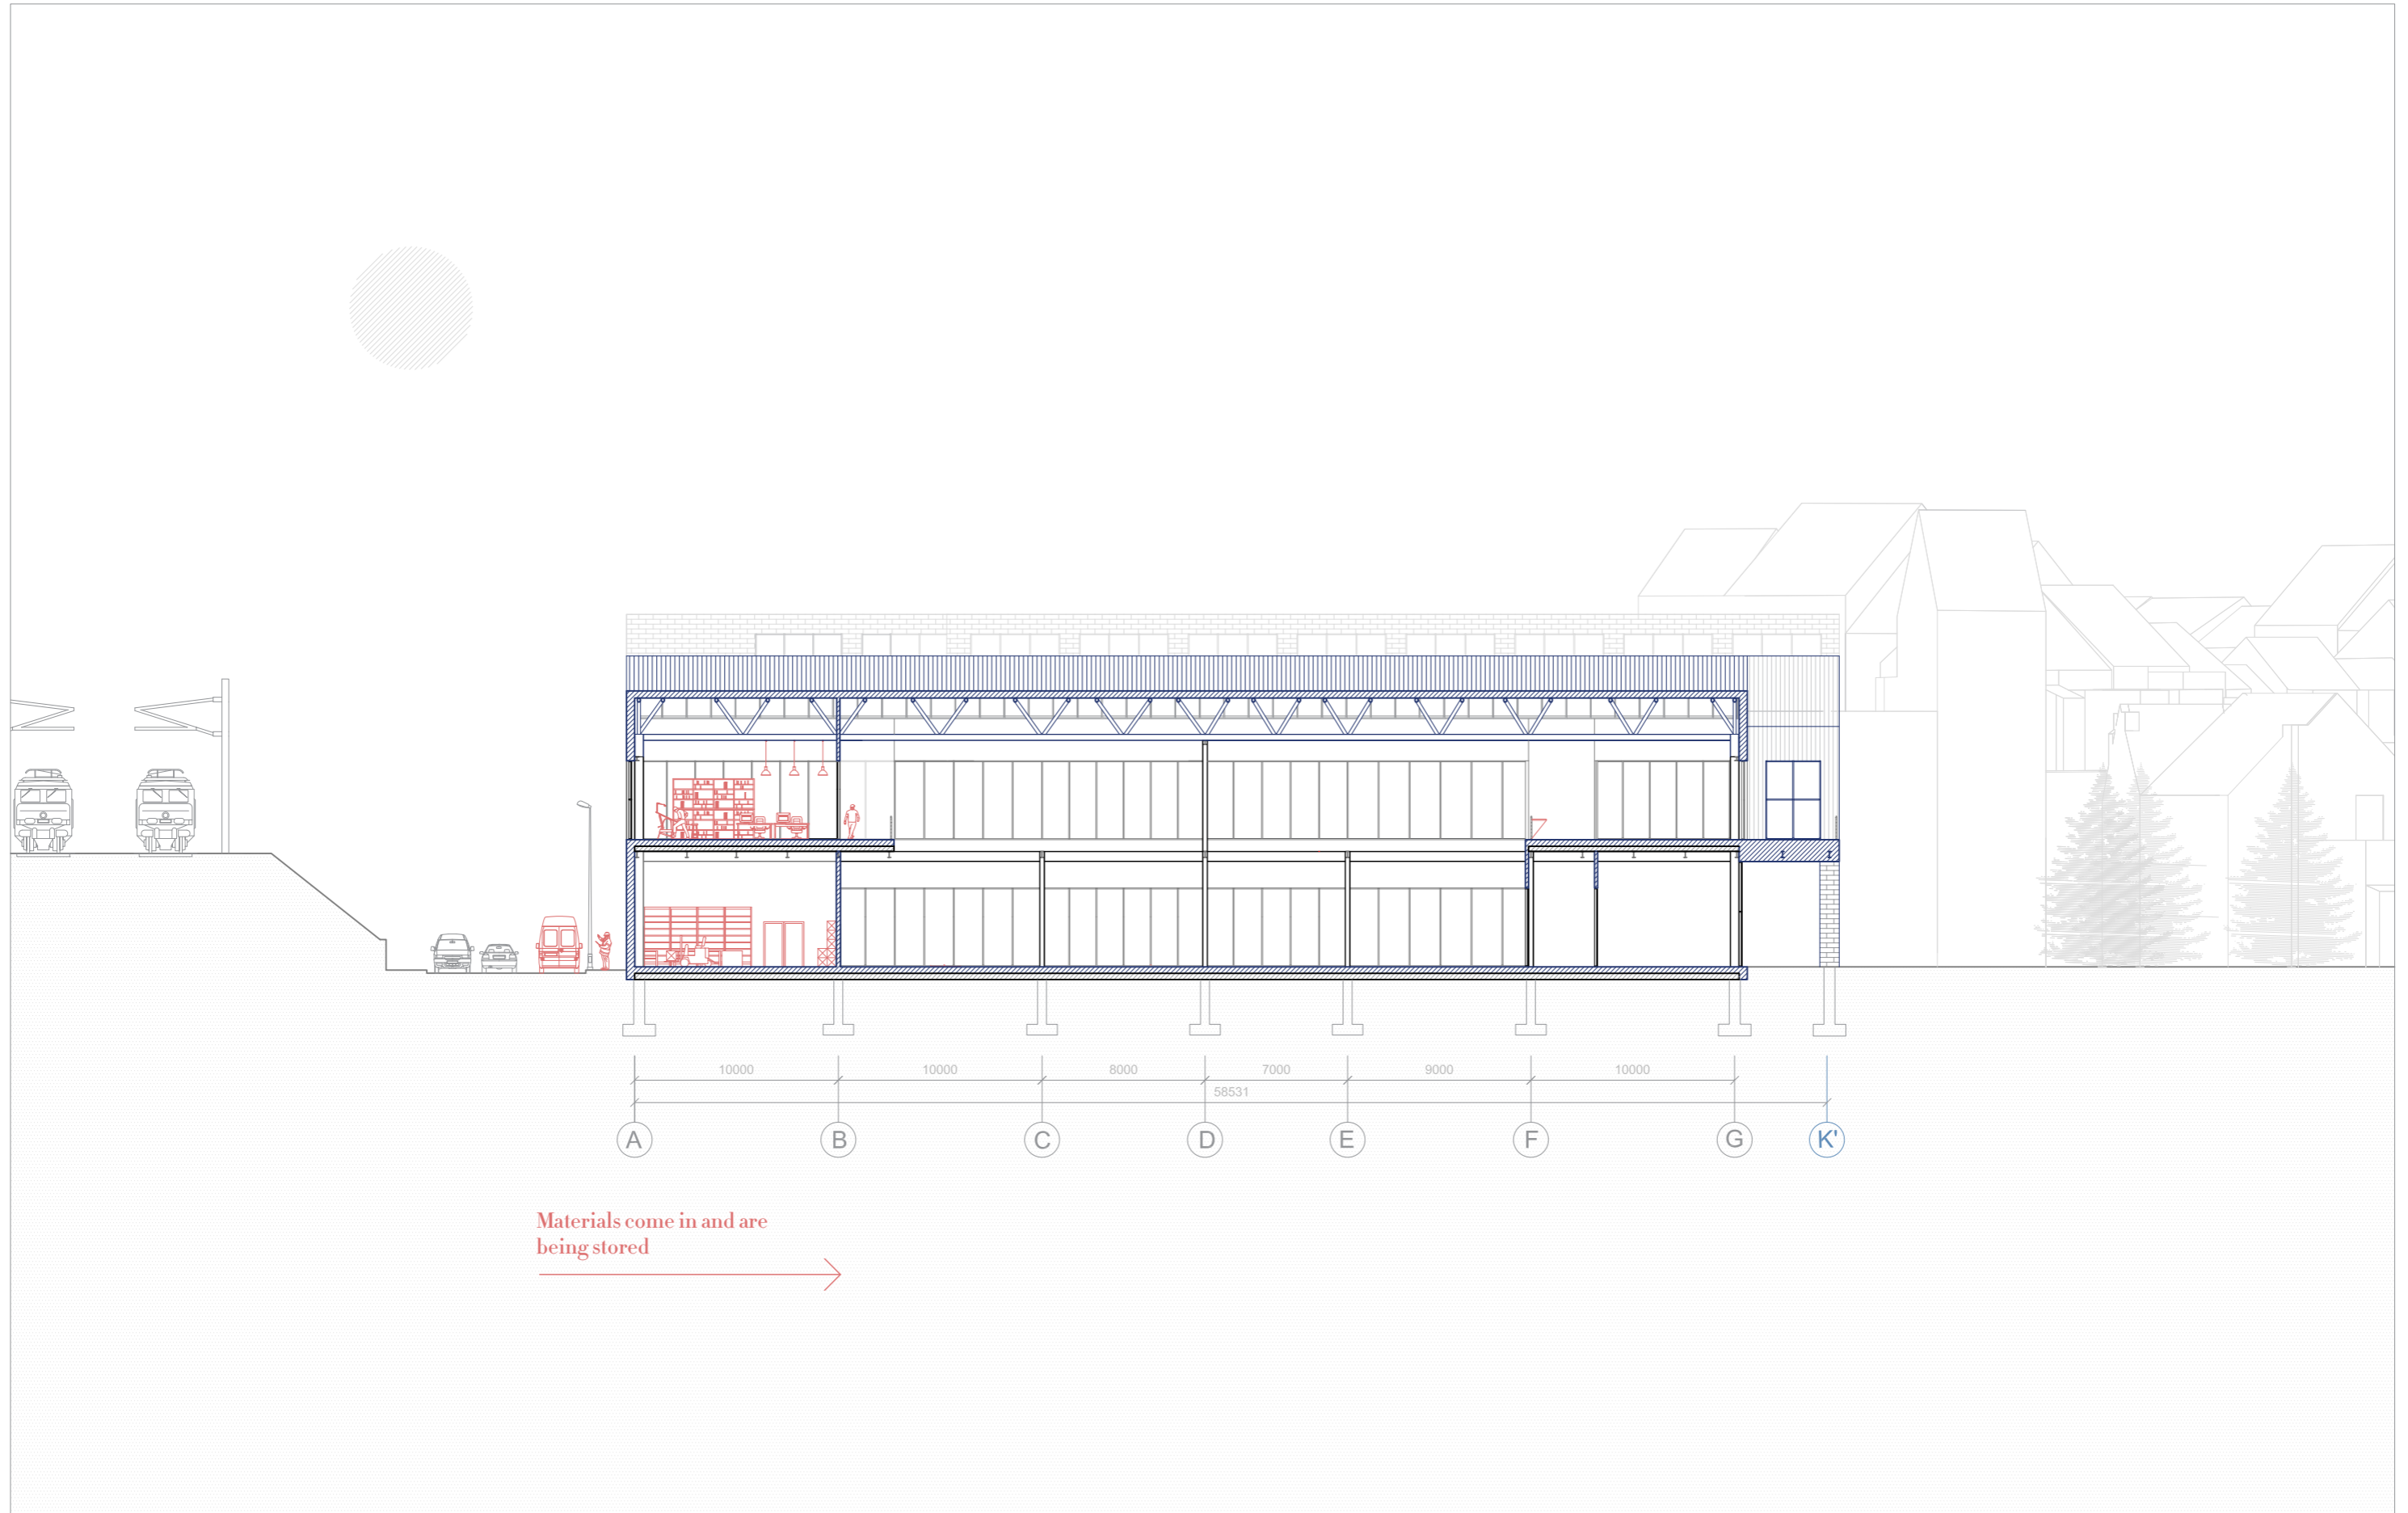 10000 10000 8000 7000 9000 10000
58531
A B C D E F G K'
Materials come in and are
being stored